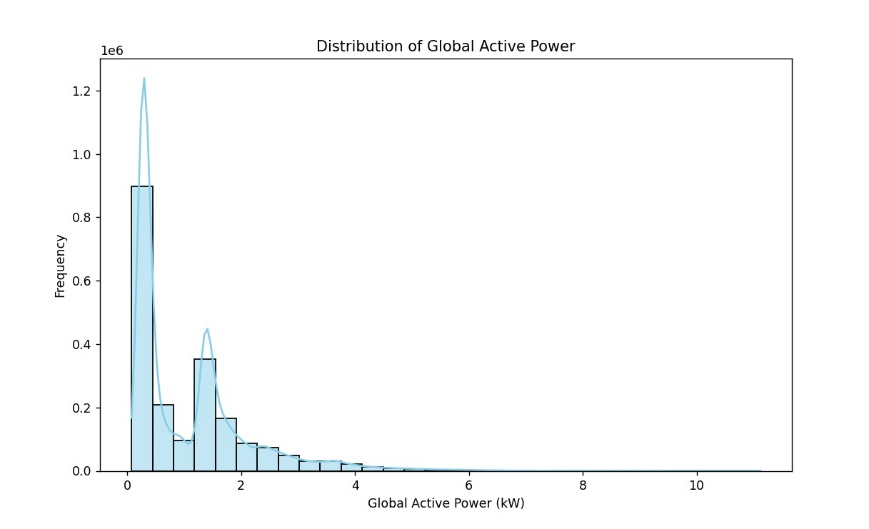 Distribution of Global Active Power
1e6
1.2
1.0
0.8
0.6
0.4
0.2
0.0
Frequency
0 2 4 6 8 10
Global Active Power (kW)